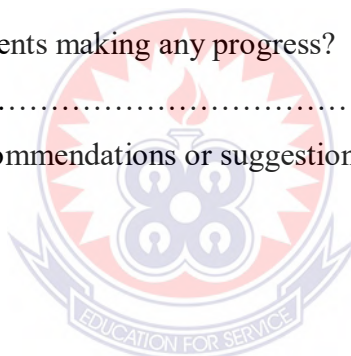 ents making any progress?
................................
ommendations or suggestion
EDUCATION FOR SERVICE